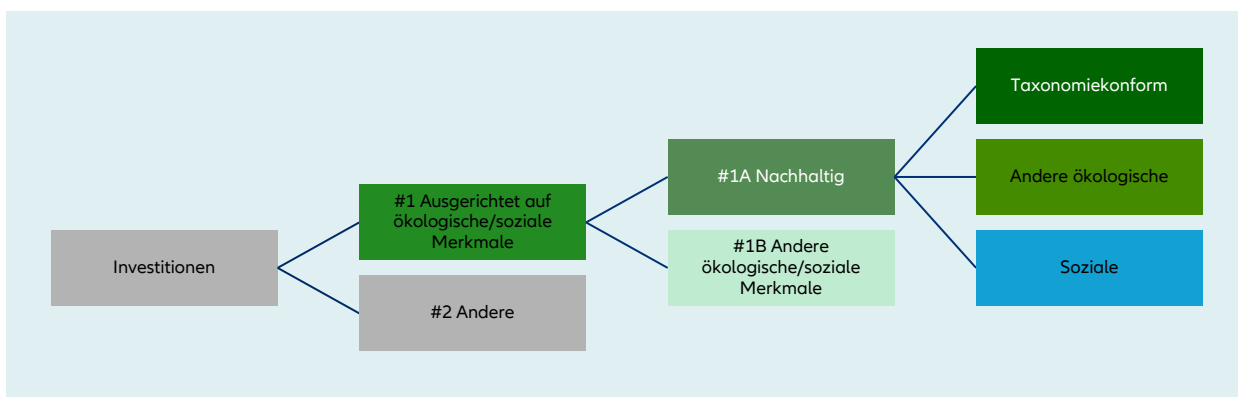 Investitionen
#1 Ausgerichtet auf
ökologische/soziale
Merkmale
#2 Andere
#1A Nachhaltig
#1B Andere
ökologische/soziale
Merkmale
Taxonomiekonform
Andere ökologische
Soziale